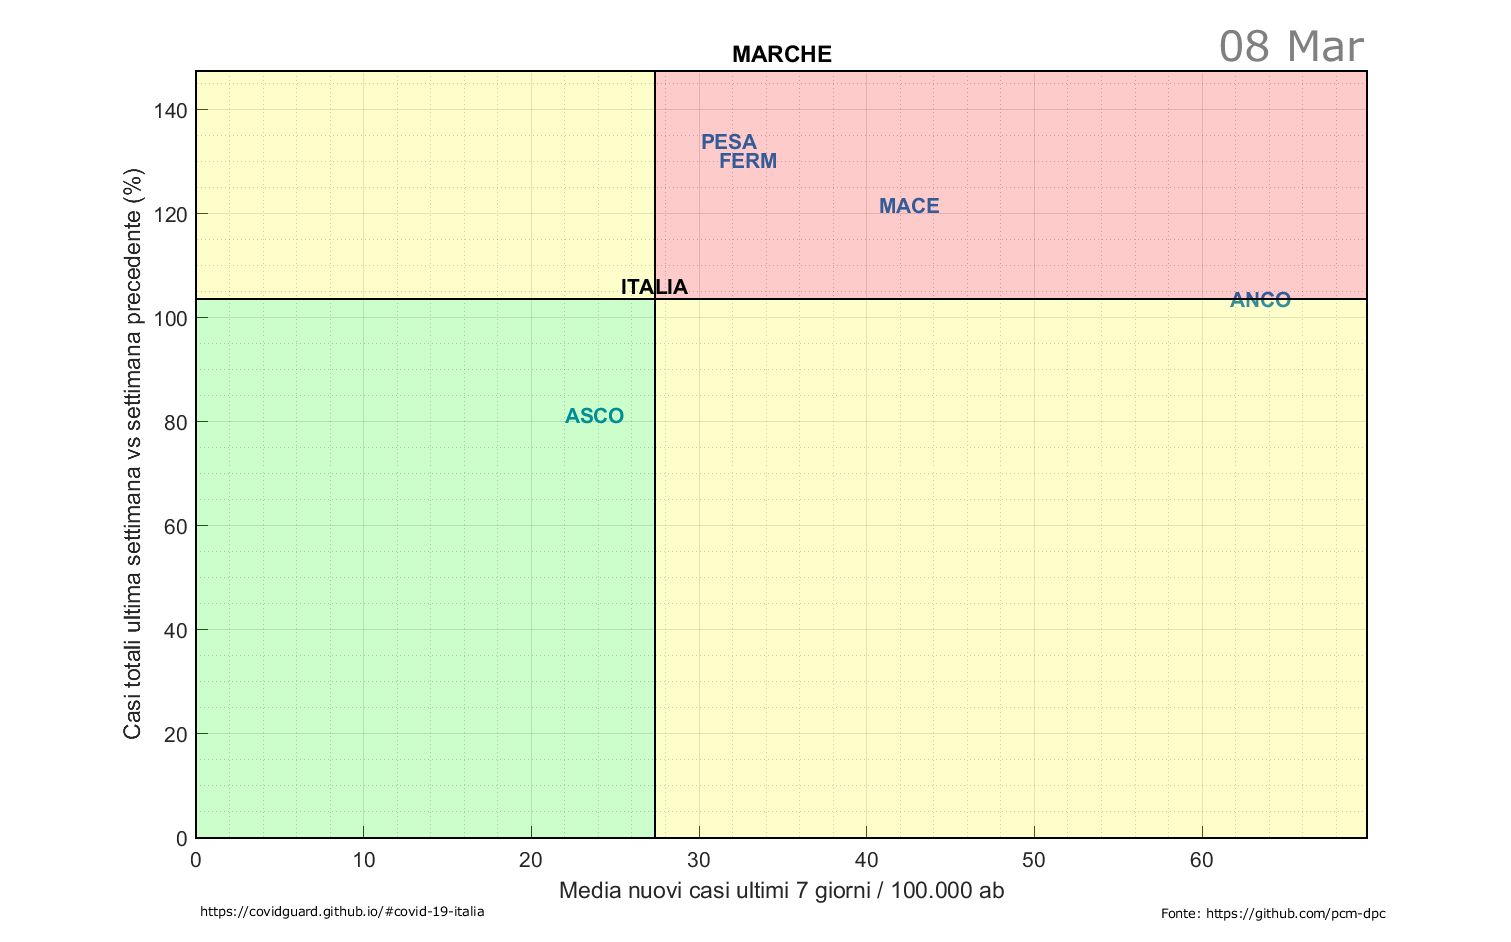 08 Mar
MARCHE
Casi totali ultima settimana vs settimana precedente (%)
140
120
100
80
60
40
20
0
PESA
FERM
MACE
ITALIA
ANCO
ASCO
0 10 20 30 40 50 60
Media nuovi casi ultimi 7 giorni / 100.000 ab
https://covidguard.github.io/#covid-19-italia
Fonte: https://github.com/pcm-dpc